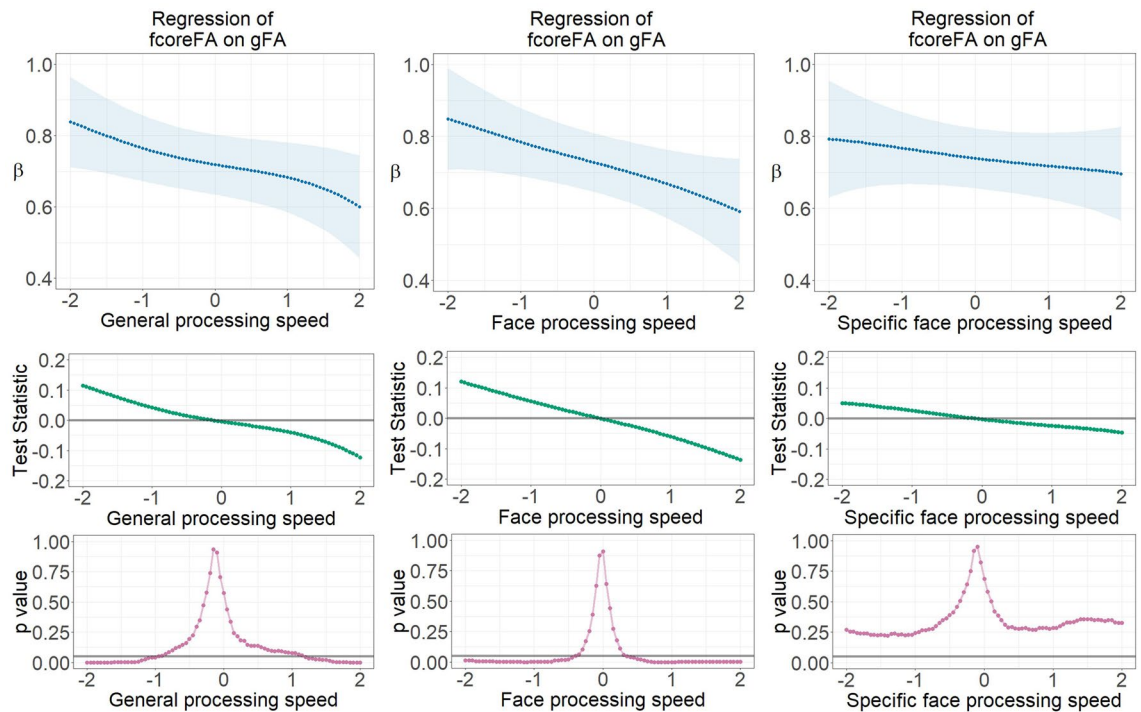 Regression of
fcoreFA on gFA
1.0
0.8
β
0.6
0.4
-2 -1 0 1 2
General processing speed
Regression of
fcoreFA on gFA
1.0
0.8
β
0.6
0.4
-2 -1 0 1 2
Face processing speed
Regression of
fcoreFA on gFA
1.0
0.8
β
0.6
0.4
-2 -1 0 1 2
Specific face processing speed
0.2
0.1
0.0
-0.1
-0.2
Test Statistic
-2 -1 0 1 2
General processing speed
0.2
0.1
0.0
-0.1
-0.2
Test Statistic
-2 -1 0 1 2
Face processing speed
0.2
0.1
0.0
-0.1
-0.2
Test Statistic
-2 -1 0 1 2
Specific face processing speed
1.00
0.75
0.50
0.25
0.00
p value
-2 -1 0 1 2
General processing speed
1.00
0.75
0.50
0.25
0.00
p value
-2 -1 0 1 2
Face processing speed
1.00
0.75
0.50
0.25
0.00
p value
-2 -1 0 1 2
Specific face processing speed